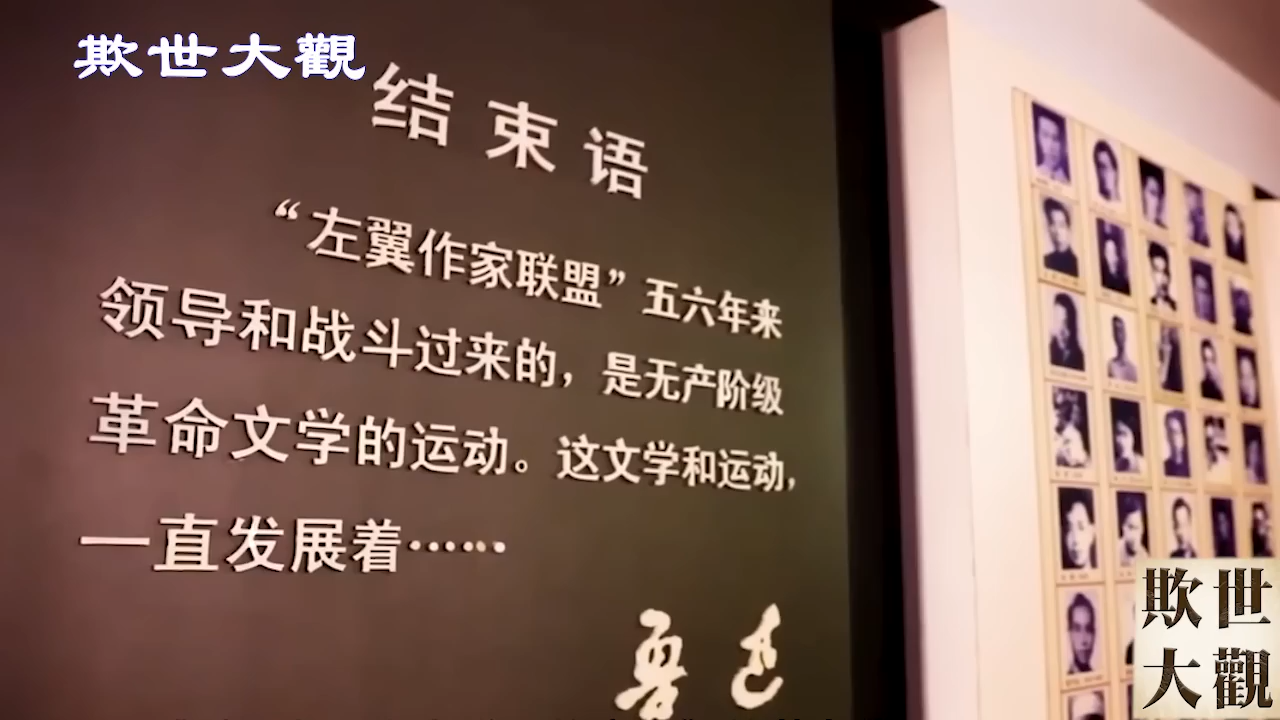 欺世大觀
结束语
“左翼作家联盟”五六年来
领导和战斗过来的，是无产阶级
革命文学的运动。这文学和运动，
一直发展着……
鲁迅
欺世
大觀